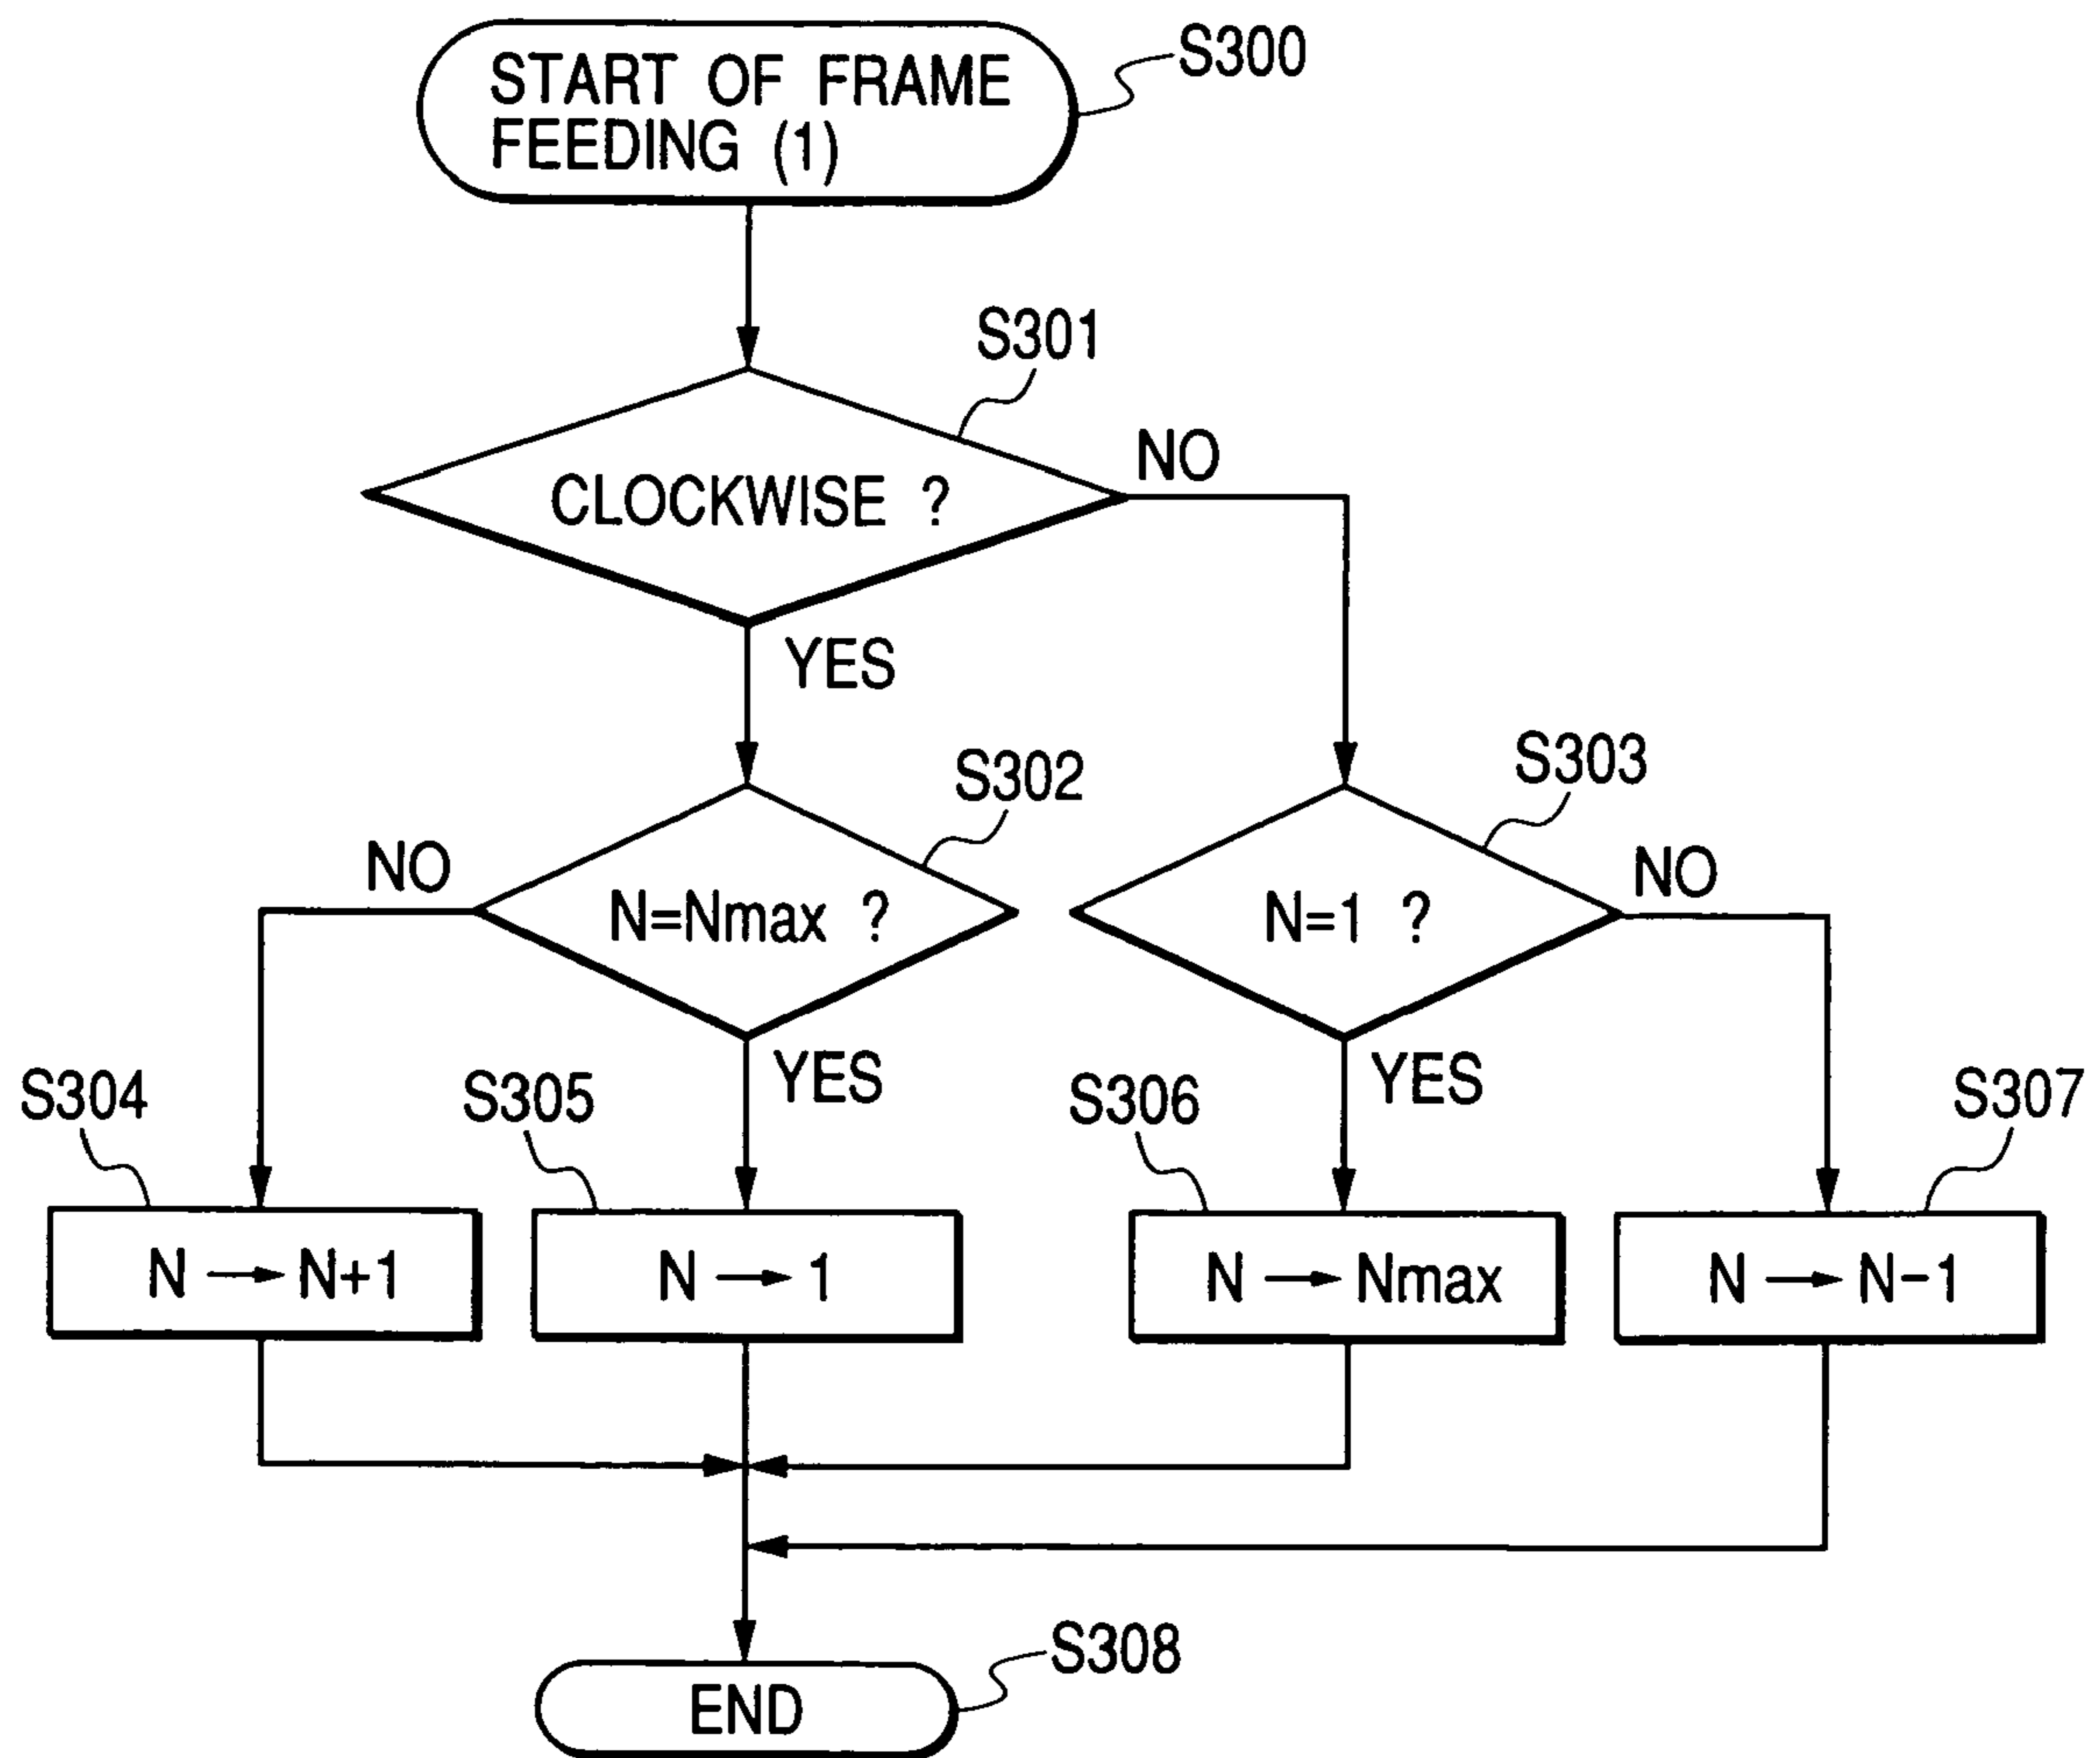 START OF FRAME
FEEDING (1)
S300
S301
CLOCKWISE ?
NO
YES
S302
S303
NO
N=Nmax ?
N=1 ?
NO
YES
YES
S304
S305
S306
S307
N → N+1
N → 1
N → Nmax
N → N-1
S308
END